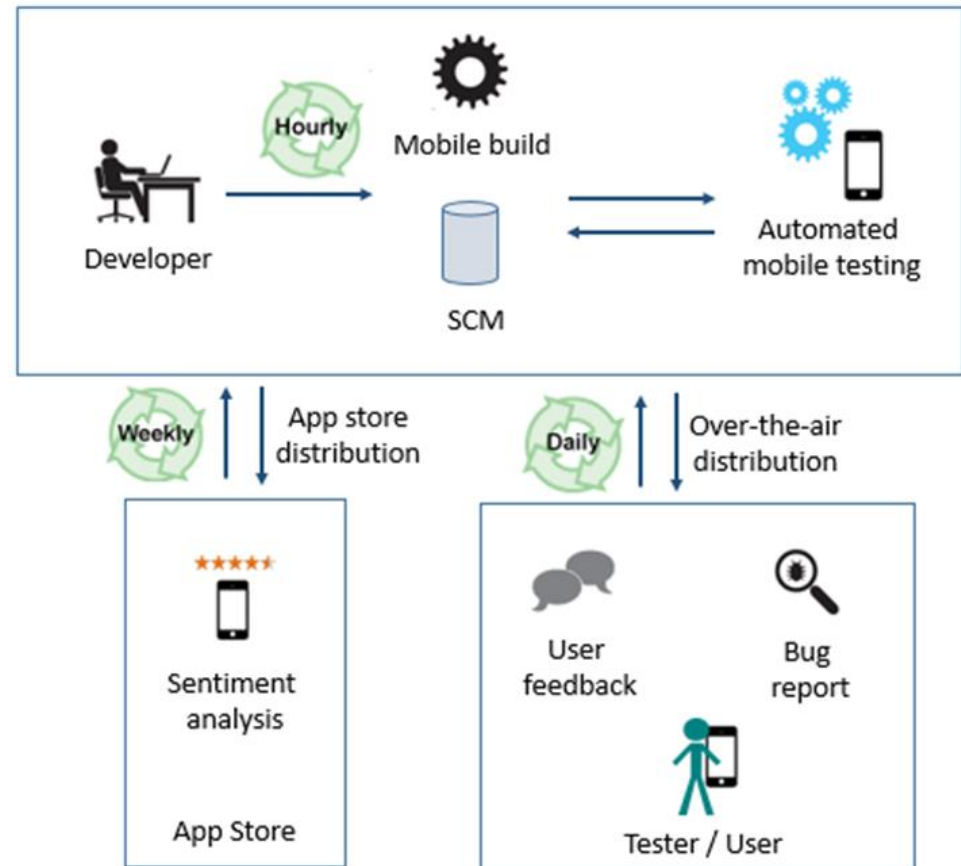 Hourly
Mobile build
Developer
SCM
Automated
mobile testing
Weekly
App store
distribution
Daily
Over-the-air
distribution
Sentiment
analysis
App Store
User
feedback
Bug
report
Tester / User